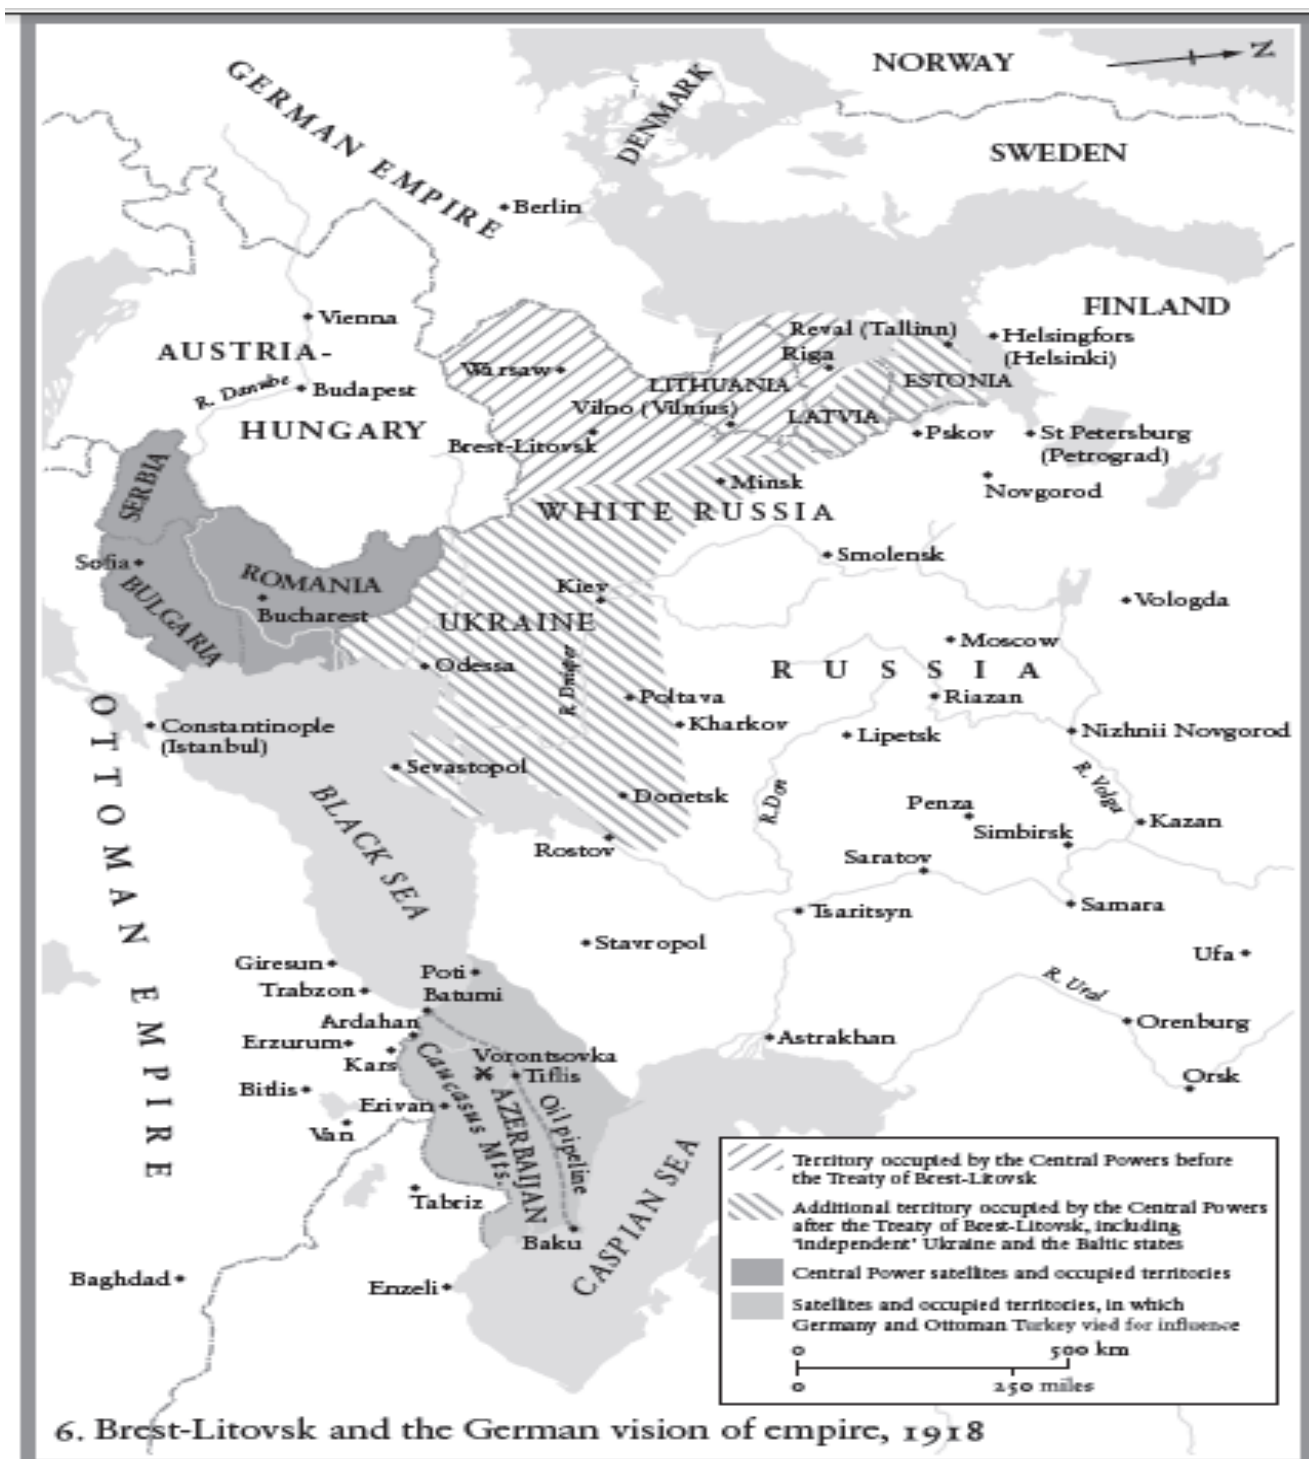 NORWAY
N
GERMAN EMPIRE
DENMARK
SWEDEN
Berlin
FINLAND
Vienna
Reval (Tallinn)
Helsingfors
(Helsinki)
AUSTRIA-
Riga
Warsaw
LITHUANIA
ESTONIA
R. Danube
Budapest
Vilno (Vilnius)
LATVIA
HUNGARY
Brest-Litovsk
Pskov
St Petersburg
(Petrograd)
SERBIA
Minsk
Novgorod
WHITE RUSSIA
Smolensk
Sofia
ROMANIA
Kiev
Vologda
BULGARIA
Bucharest
UKRAINE
Moscow
Odessa
RUSSIA
R. Dnieper
Poltava
Riazan
OTTOMAN EMPIRE
Constantinople
(Istanbul)
Kharkov
Lipetsk
Nizhnii Novgorod
Sevastopol
R. Volga
BLACK SEA
Donetsk
R. Don
Penza
Kazan
Simbirsk
Rostov
Saratov
Tsaritsyn
Samara
Stavropol
Ufa
Giresun
Poti
Trabzon
Batumi
R. Ural
Ardahan
Erzurum
Astrakhan
Orenburg
Kars
Caucasus Mts.
Vorontsovka
Tiflis
Bitlis
Orsk
Erivan
AZERBAIJAN
Oil pipeline
Van
Tabriz
CASPIAN SEA
Baku
Baghdad
Enzeli
Territory occupied by the Central Powers before
the Treaty of Brest-Litovsk
Additional territory occupied by the Central Powers
after the Treaty of Brest-Litovsk, including
'independent' Ukraine and the Baltic states
Central Power satellites and occupied territories
Satellites and occupied territories, in which
Germany and Ottoman Turkey vied for influence
0 500 km
0 250 miles
6. Brest-Litovsk and the German vision of empire, 1918